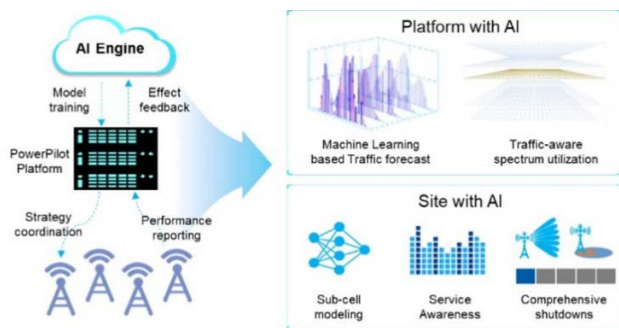 AI Engine
Model
training
Effect
feedback
PowerPilot
Platform
Strategy
coordination
Performance
reporting
Platform with AI
Machine Learning
based Traffic forecast
Traffic-aware
spectrum utilization
Site with AI
Sub-cell
modeling
Service
Awareness
Comprehensive
shutdowns